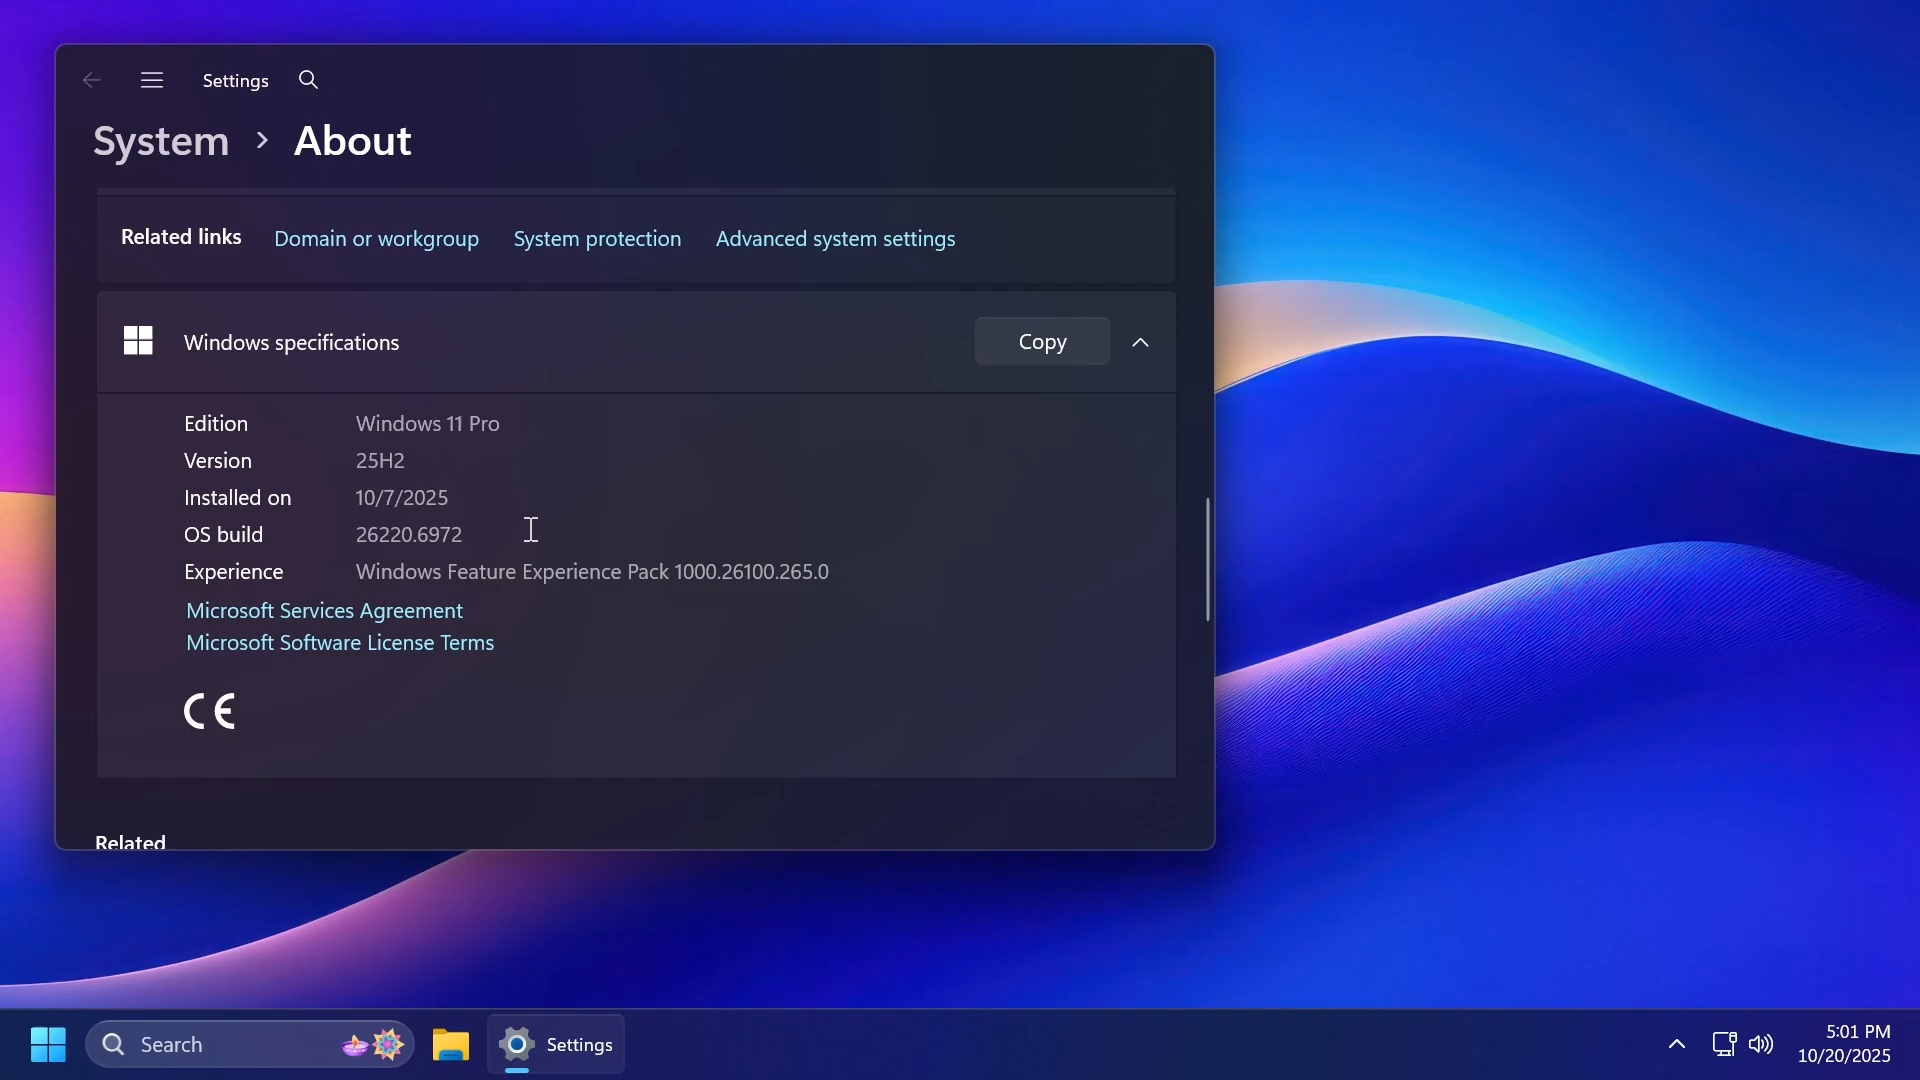 Settings
System > About
Related links Domain or workgroup System protection Advanced system settings
Windows specifications Copy
Edition Windows 11 Pro
Version 25H2
Installed on 10/7/2025
OS build 26220.6972
Experience Windows Feature Experience Pack 1000.26100.265.0
Microsoft Services Agreement
Microsoft Software License Terms
CE
Related
Search Settings 5:01 PM
10/20/2025